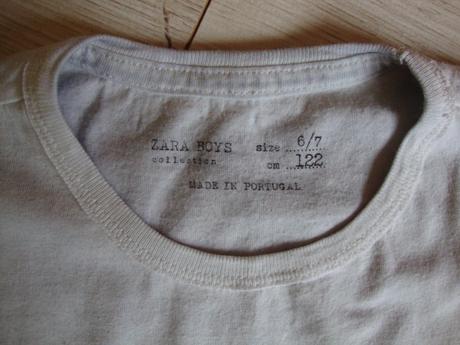 ZARA BOYS size 6/7
collection cm 122
MADE IN PORTUGAL